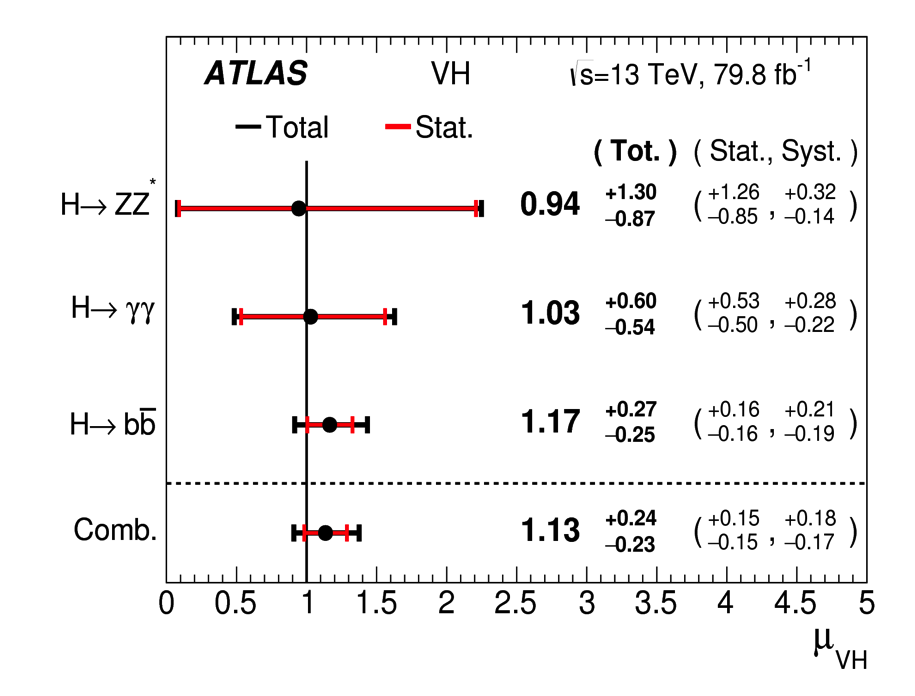 ATLAS VH √s=13 TeV, 79.8 fb⁻¹
Total Stat.
( Tot. ) ( Stat., Syst. )
H→ ZZ* 0.94 +1.30 −0.87 ( +1.26 −0.85 , +0.32 −0.14 )
H→ γγ 1.03 +0.60 −0.54 ( +0.53 −0.50 , +0.28 −0.22 )
H→ bb̅ 1.17 +0.27 −0.25 ( +0.16 −0.16 , +0.21 −0.19 )
Comb. 1.13 +0.24 −0.23 ( +0.15 −0.15 , +0.18 −0.17 )
0 0.5 1 1.5 2 2.5 3 3.5 4 4.5 5
μ VH